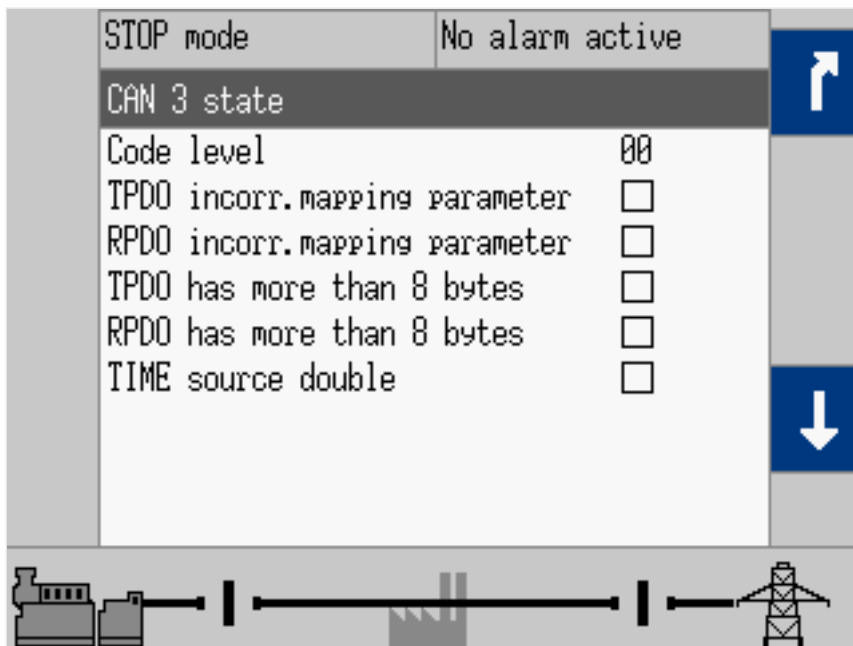 STOP mode
No alarm active
CAN 3 state
Code level 00
TPDO incorr.mapping parameter
RPDO incorr.mapping parameter
TPDO has more than 8 bytes
RPDO has more than 8 bytes
TIME source double